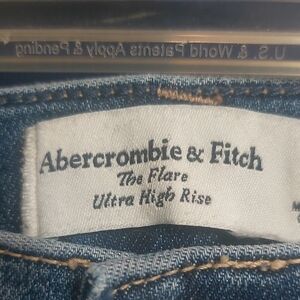 U.S. & World Patents Apply & Pending
Abercrombie & Fitch
The Flare
Ultra High Rise